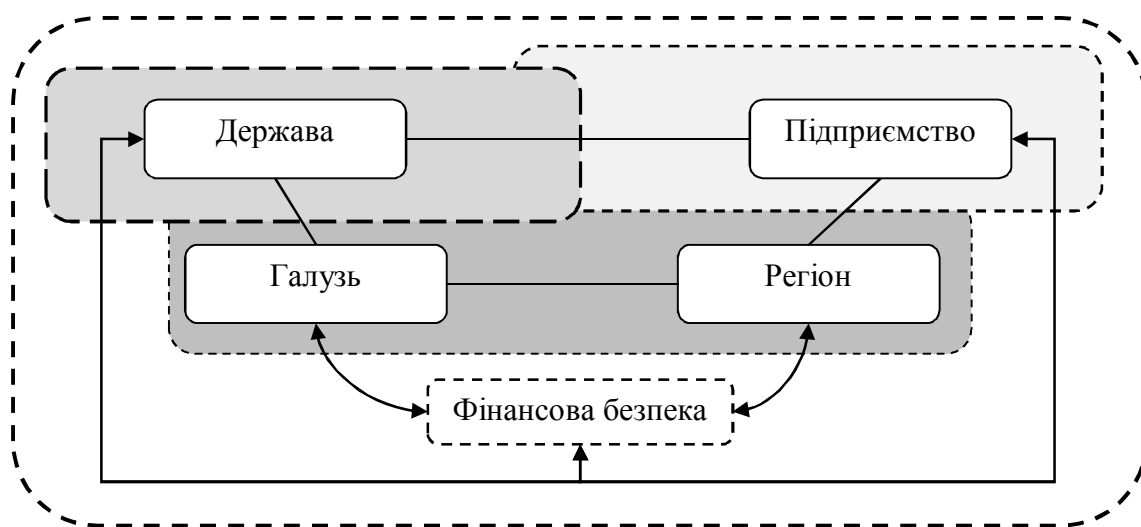 Держава
Підприємство
Галузь
Регіон
Фінансова безпека